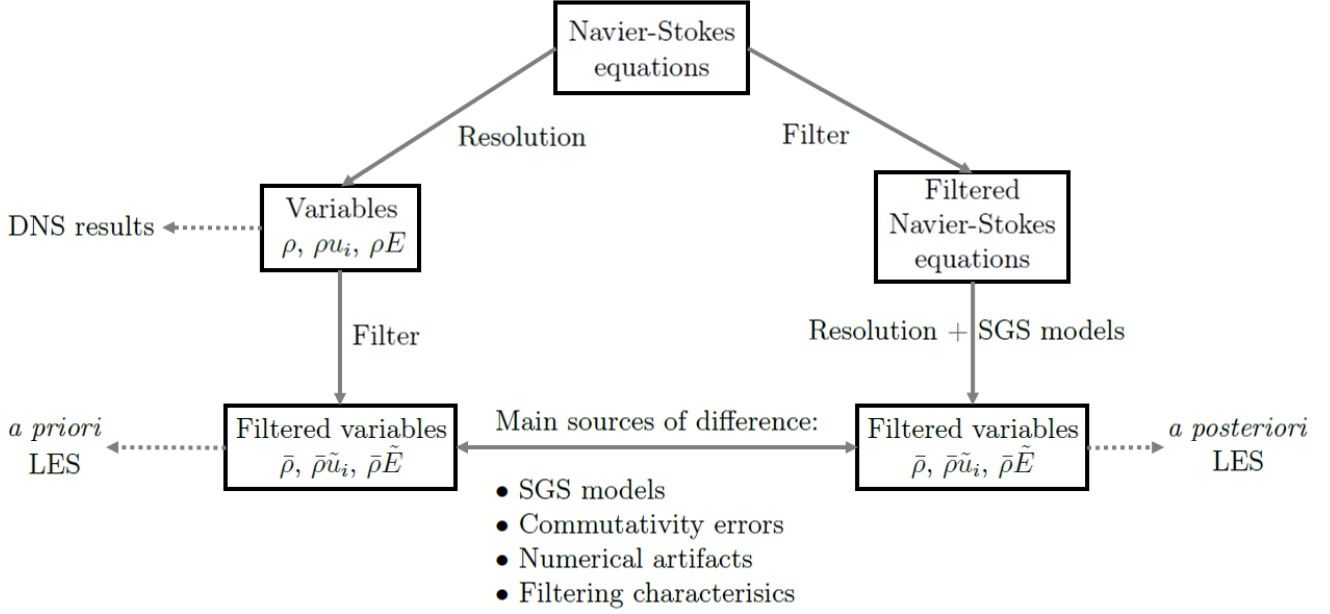 Navier-Stokes
equations
Resolution
Filter
Variables
ρ, ρu_i, ρE
DNS results
Filtered
Navier-Stokes
equations
Filter
Resolution + SGS models
Filtered variables
ρ̄, ρ̄ũ_i, ρ̄Ẽ
a priori
LES
Main sources of difference:
Filtered variables
ρ̄, ρ̄ũ_i, ρ̄Ẽ
a posteriori
LES
• SGS models
• Commutativity errors
• Numerical artifacts
• Filtering characterisics